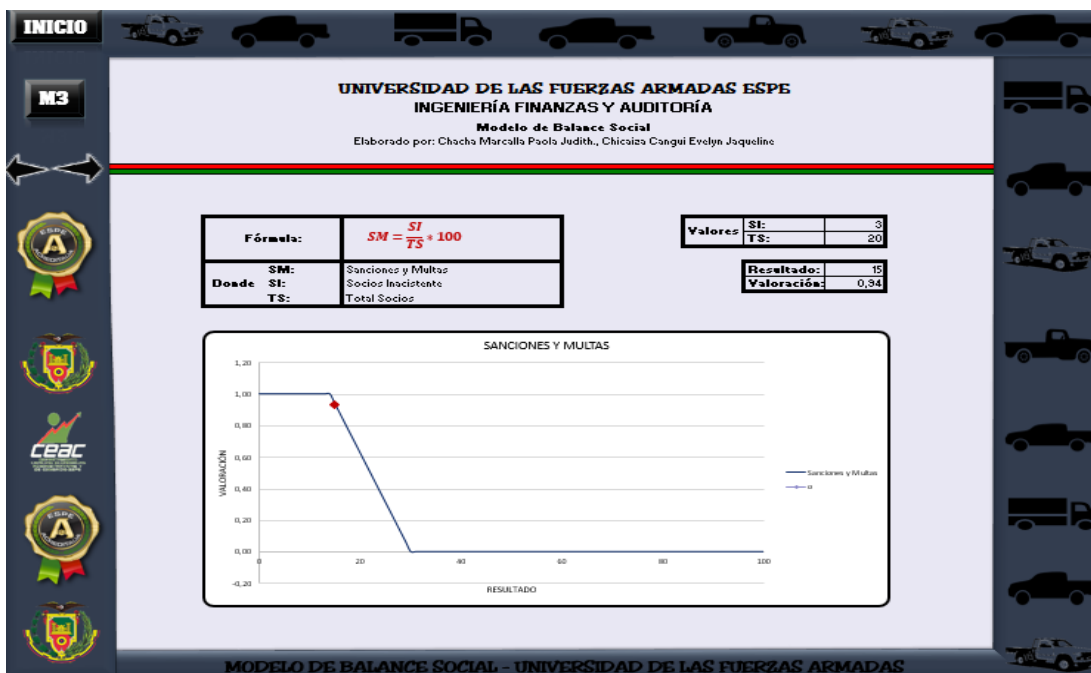 INICIO
M3
UNIVERSIDAD DE LAS FUERZAS ARMADAS ESPE
INGENIERÍA FINANZAS Y AUDITORÍA
Modelo de Balance Social
Elaborado por: Chacha Marcalla Paola Judith., Chicaiza Cangui Evelyn Jaqueline
Fórmula: SM = SI / TS * 100
Valores SI: 3
TS: 20
Donde SM: Sanciones y Multas
SI: Socios Inacistente
TS: Total Socios
Resultado: 15
Valoración: 0,94
SANCIONES Y MULTAS
1,20
1,00
0,80
0,60
0,40
0,20
0,00
-0,20
0 20 40 60 80 100
VALORACIÓN
RESULTADO
Sanciones y Multas
ESPE
A
CEAC
ESPE
A
MODELO DE BALANCE SOCIAL - UNIVERSIDAD DE LAS FUERZAS ARMADAS